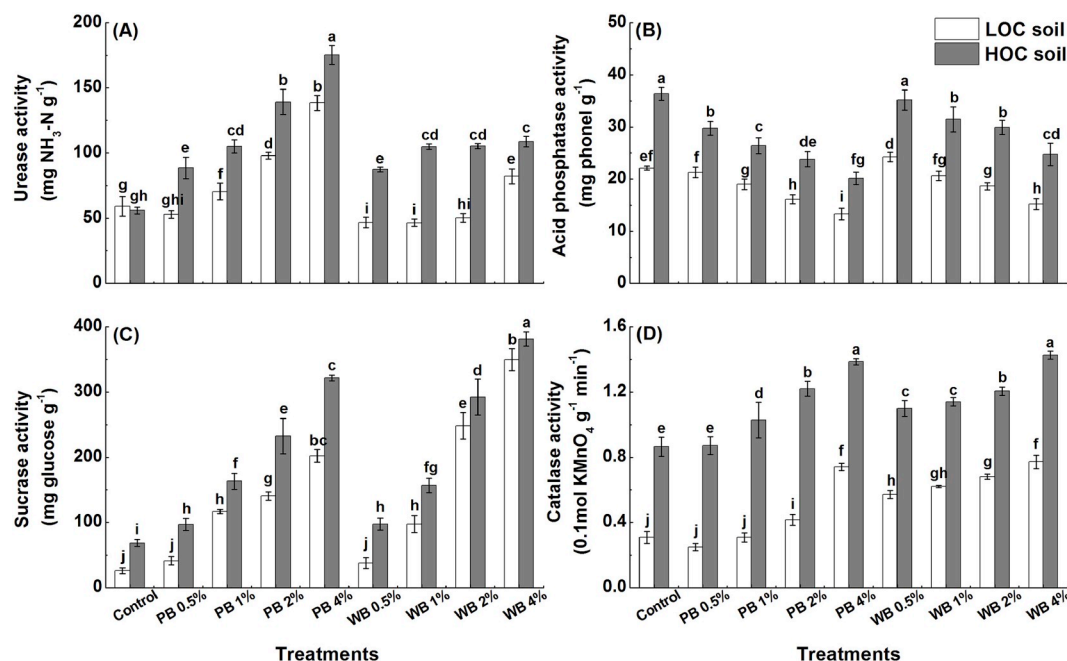 (A)
Urease activity
(mg NH3-N g-1)
200
150
100
50
0
g
gh
ghi
e
f
cd
d
b
b
a
i
e
i
cd
hi
cd
e
c
(B)
LOC soil
HOC soil
Acid phosphatase activity
(mg phonel g-1)
50
40
30
20
10
0
ef
a
f
b
g
c
h
de
i
fg
d
a
fg
b
g
b
h
cd
(C)
Sucrase activity
(mg glucose g-1)
400
300
200
100
0
j
i
j
h
h
f
g
e
bc
c
j
h
h
fg
e
d
b
a
Control
PB 0.5%
PB 1%
PB 2%
PB 4%
WB 0.5%
WB 1%
WB 2%
WB 4%
Treatments
(D)
Catalase activity
(0.1mol KMnO4 g-1 min-1)
1.6
1.2
0.8
0.4
0.0
j
e
j
e
j
d
i
b
f
a
h
c
gh
c
g
b
f
a
Control
PB 0.5%
PB 1%
PB 2%
PB 4%
WB 0.5%
WB 1%
WB 2%
WB 4%
Treatments